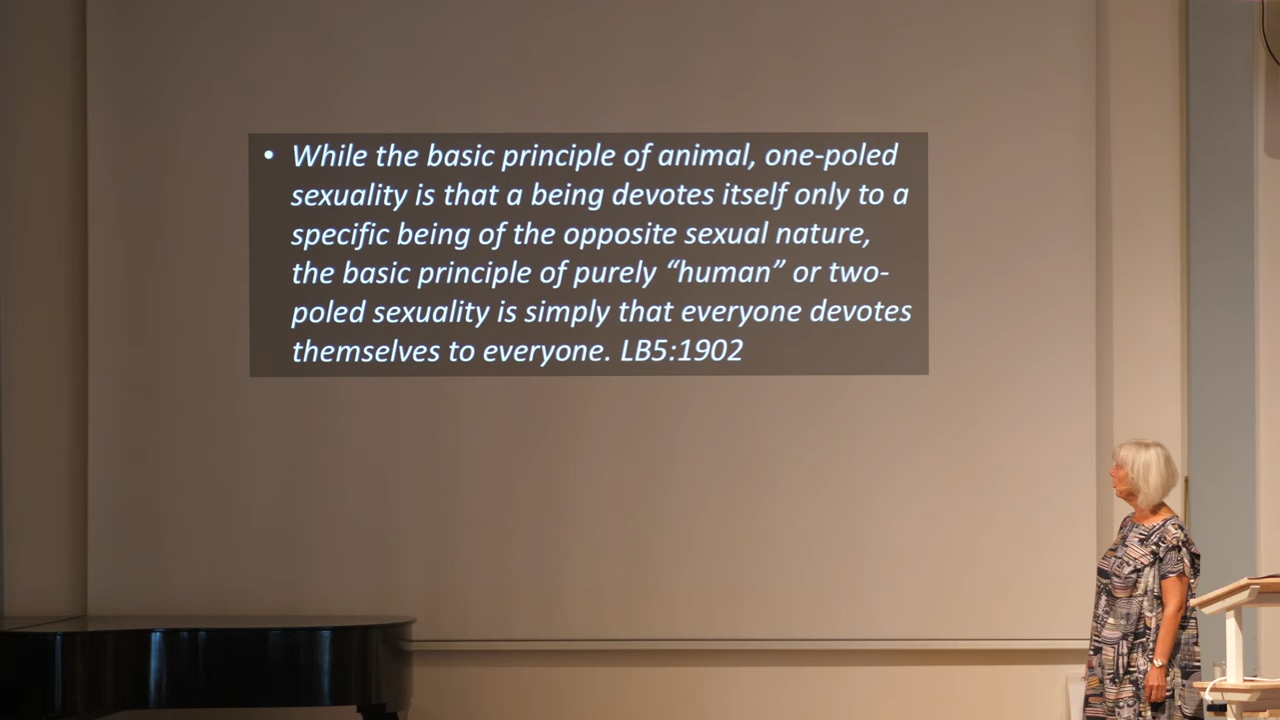 • While the basic principle of animal, one-poled
sexuality is that a being devotes itself only to a
specific being of the opposite sexual nature,
the basic principle of purely “human” or two-
poled sexuality is simply that everyone devotes
themselves to everyone. LB5:1902